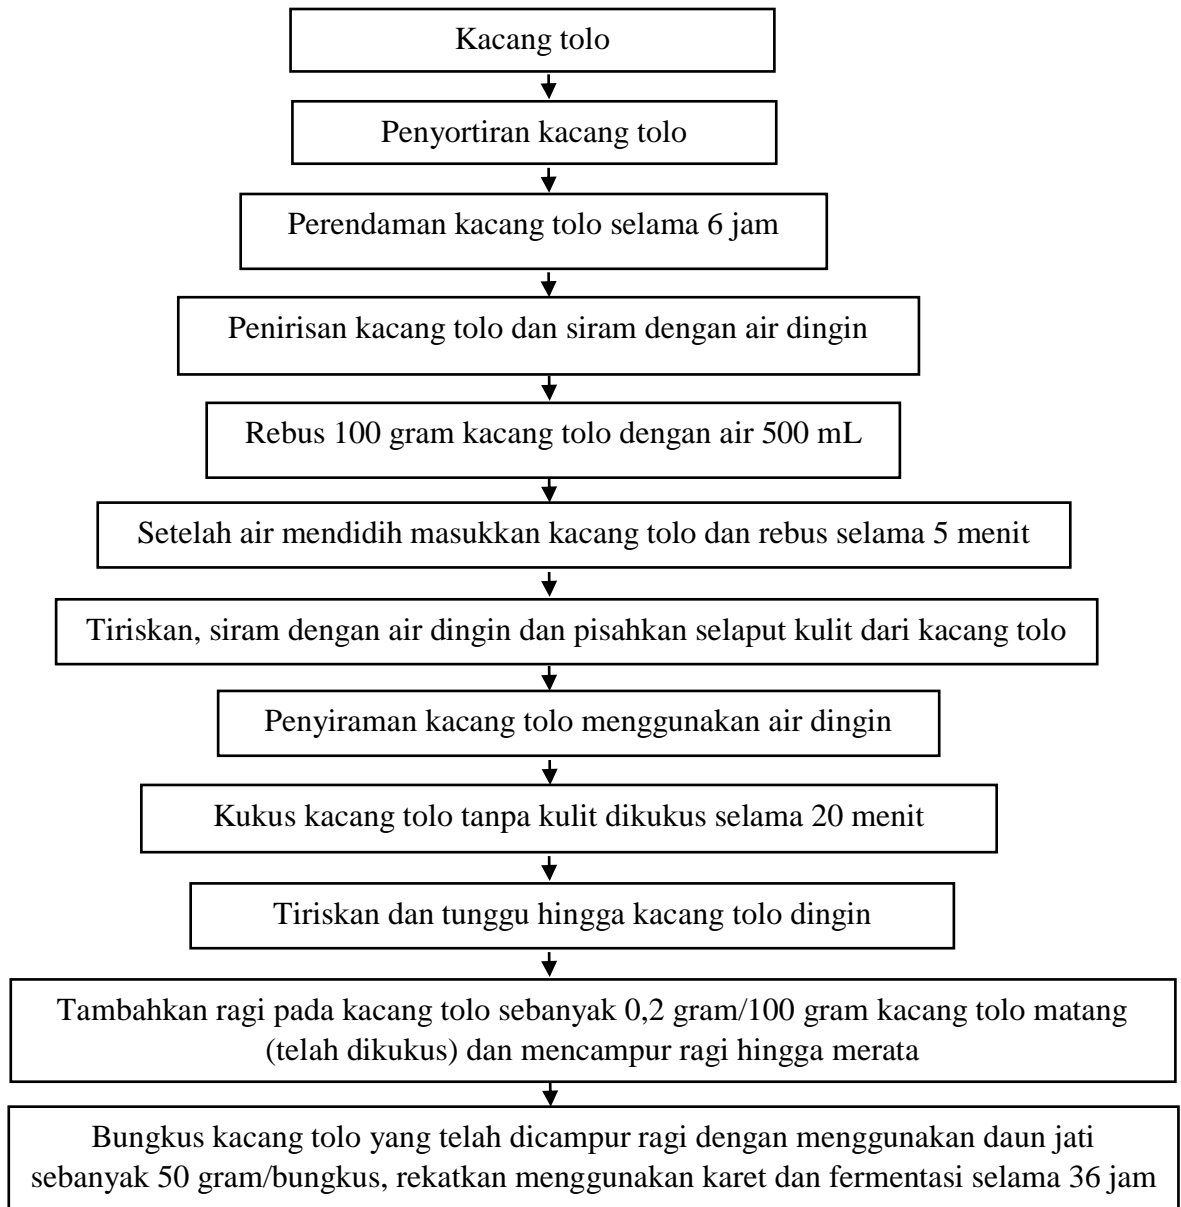 Kacang tolo
Penyortiran kacang tolo
Perendaman kacang tolo selama 6 jam
Penirisan kacang tolo dan siram dengan air dingin
Rebus 100 gram kacang tolo dengan air 500 mL
Setelah air mendidih masukkan kacang tolo dan rebus selama 5 menit
Tiriskan, siram dengan air dingin dan pisahkan selaput kulit dari kacang tolo
Penyiraman kacang tolo menggunakan air dingin
Kukus kacang tolo tanpa kulit dikukus selama 20 menit
Tiriskan dan tunggu hingga kacang tolo dingin
Tambahkan ragi pada kacang tolo sebanyak 0,2 gram/100 gram kacang tolo matang
(telah dikukus) dan mencampur ragi hingga merata
Bungkus kacang tolo yang telah dicampur ragi dengan menggunakan daun jati
sebanyak 50 gram/bungkus, rekatkan menggunakan karet dan fermentasi selama 36 jam